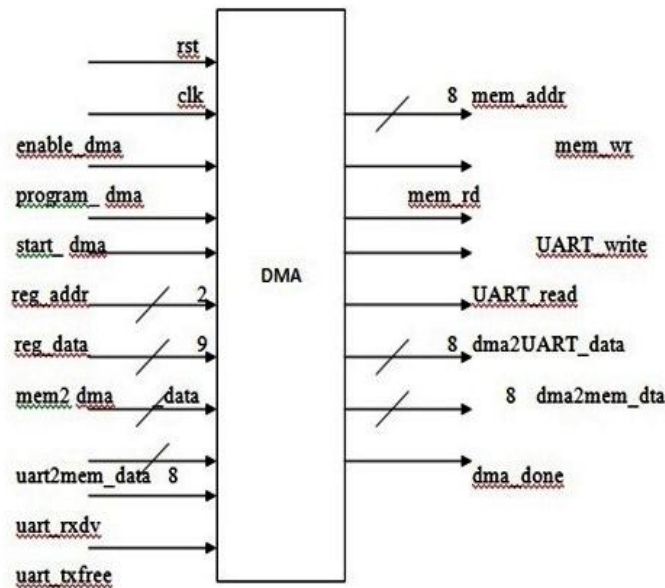 rst
clk
8 mem_addr
enable_dma
mem_wr
program_ dma
mem_rd
start_ dma
UART_write
DMA
reg_addr 2
UART_read
reg_data 9
8 dma2UART_data
mem2 dma _data
8 dma2mem_dta
uart2mem_data 8
dma_done
uart_rxdv
uart_txfree